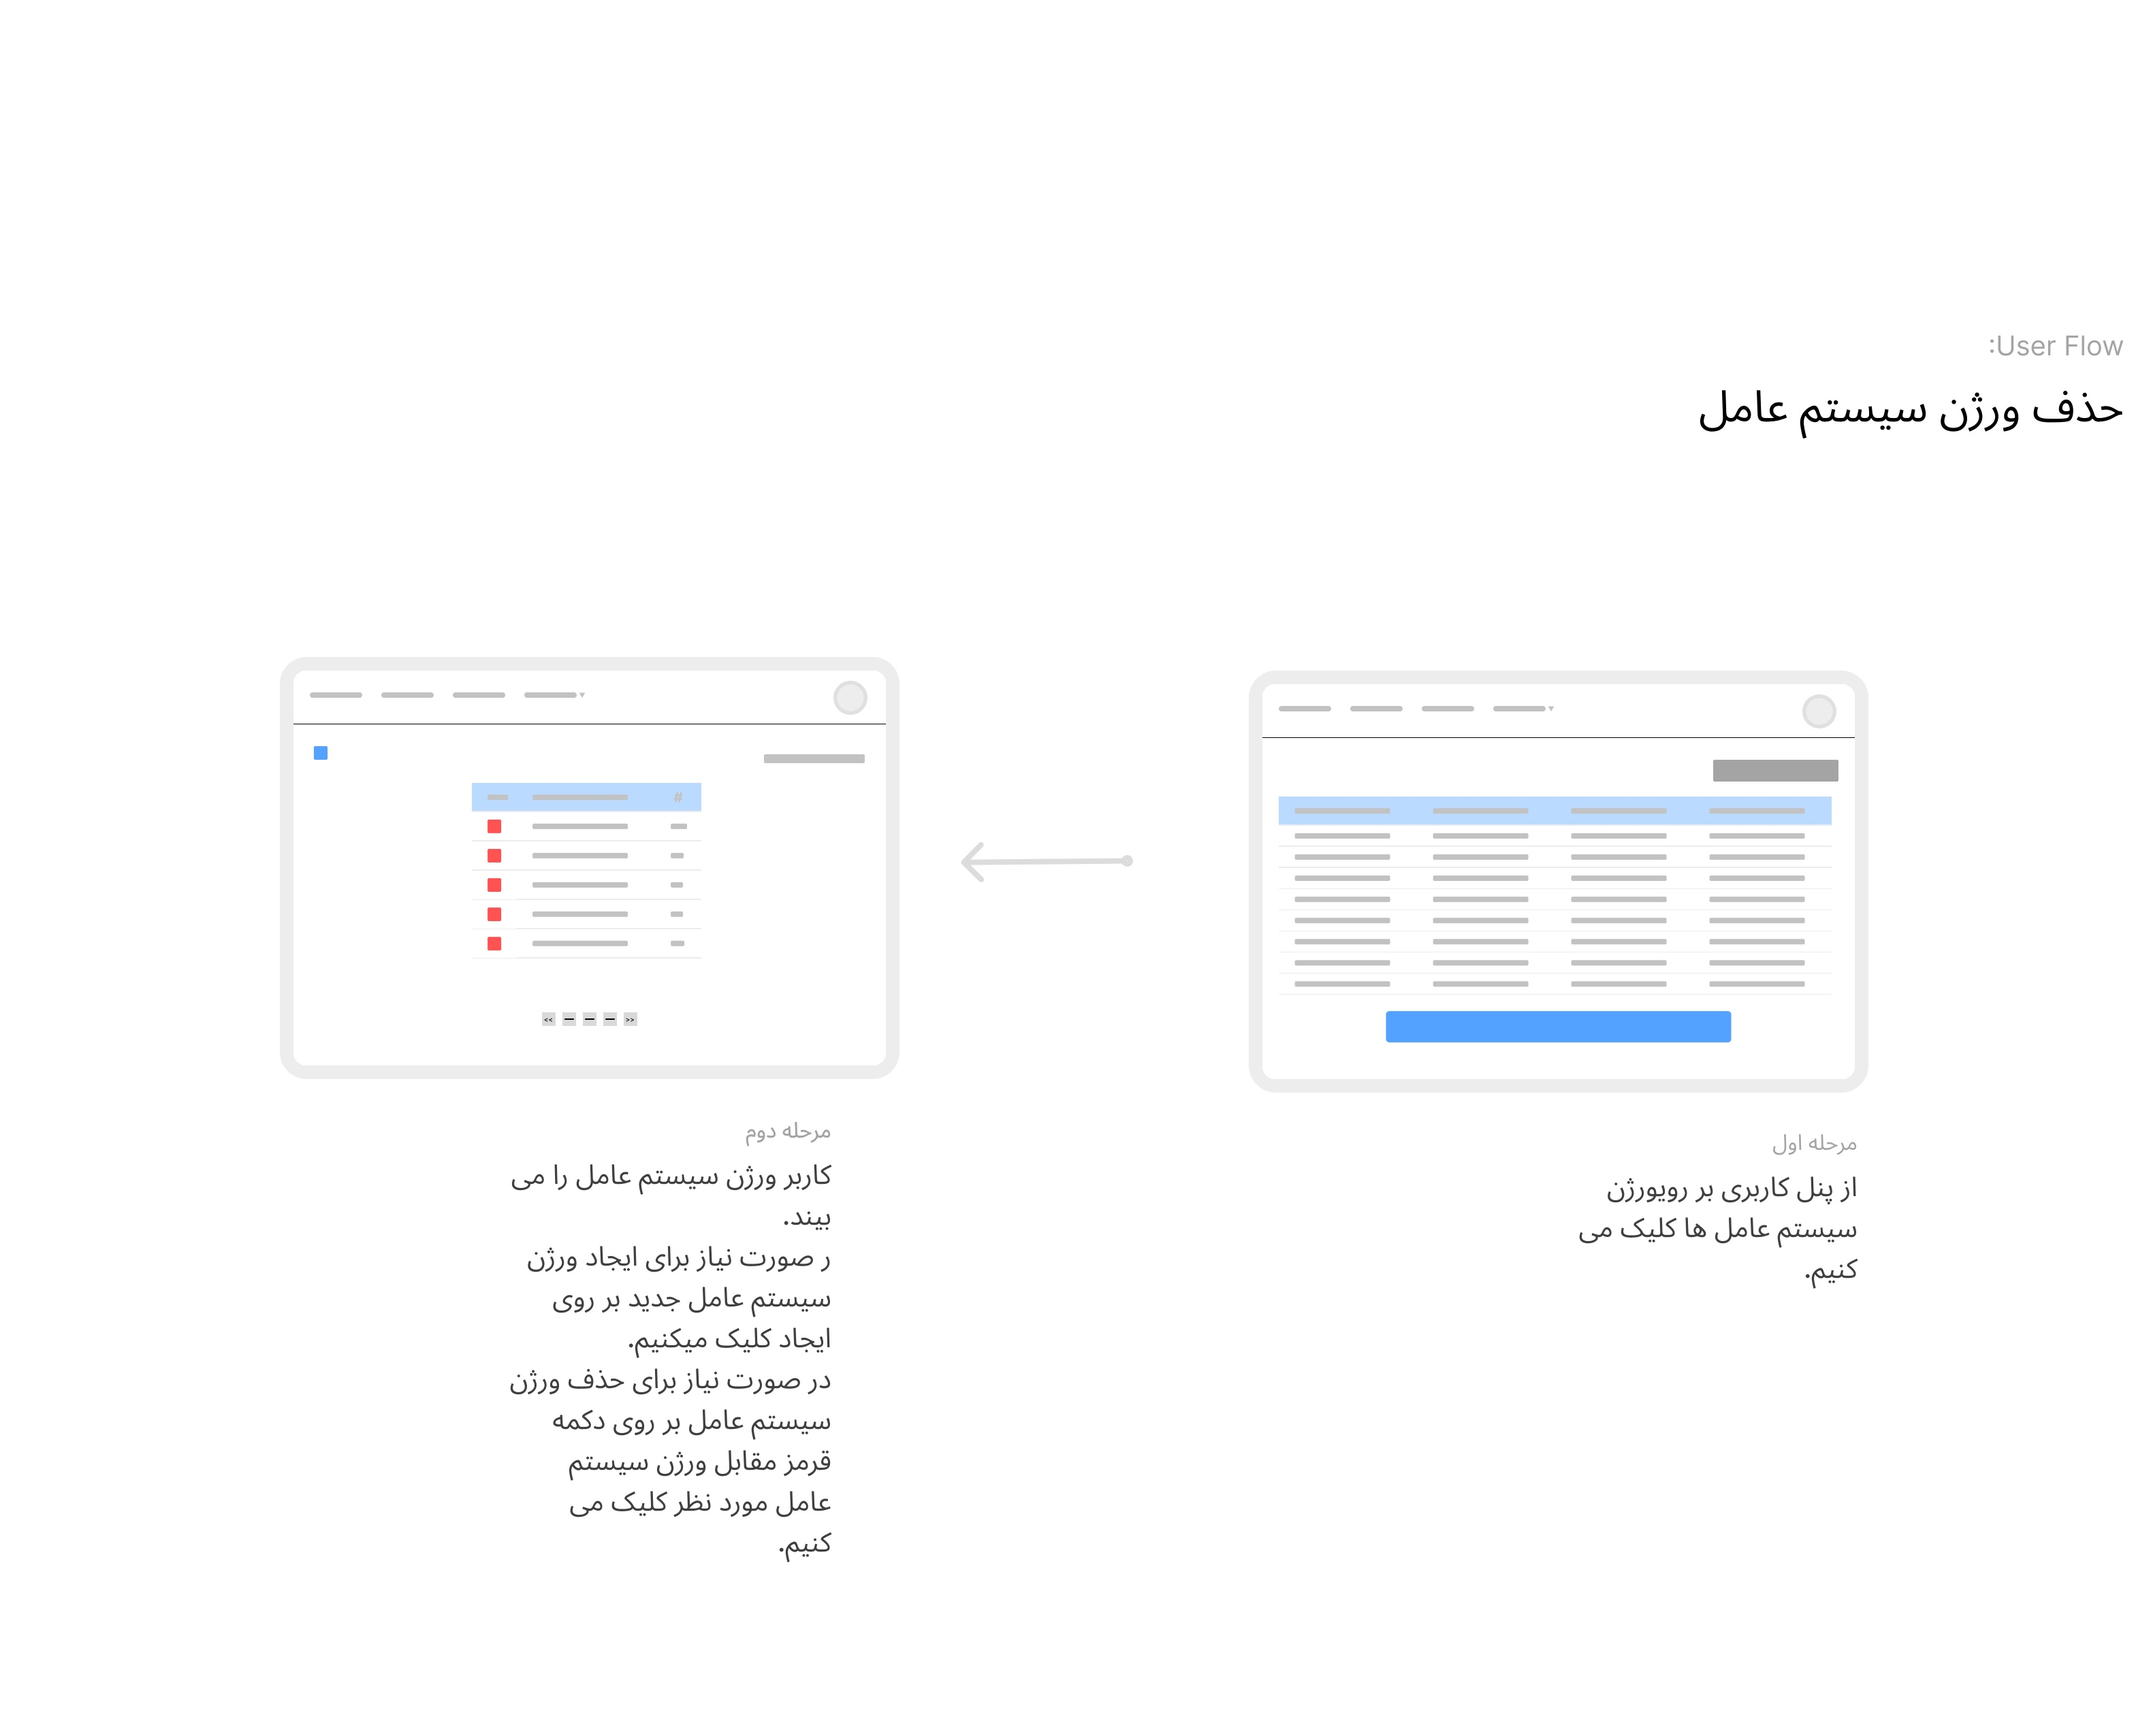 User Flow:
حذف ورژن سیستم عامل
#
<< >>
مرحله اول
از پنل کاربری بر رویورژن
سیستم عامل ها کلیک می
کنیم.
مرحله دوم
کاربر ورژن سیستم عامل را می
بیند.
ر صورت نیاز برای ایجاد ورژن
سیستم عامل جدید بر روی
ایجاد کلیک میکنیم.
در صورت نیاز برای حذف ورژن
سیستم عامل بر روی دکمه
قرمز مقابل ورژن سیستم
عامل مورد نظر کلیک می
کنیم.